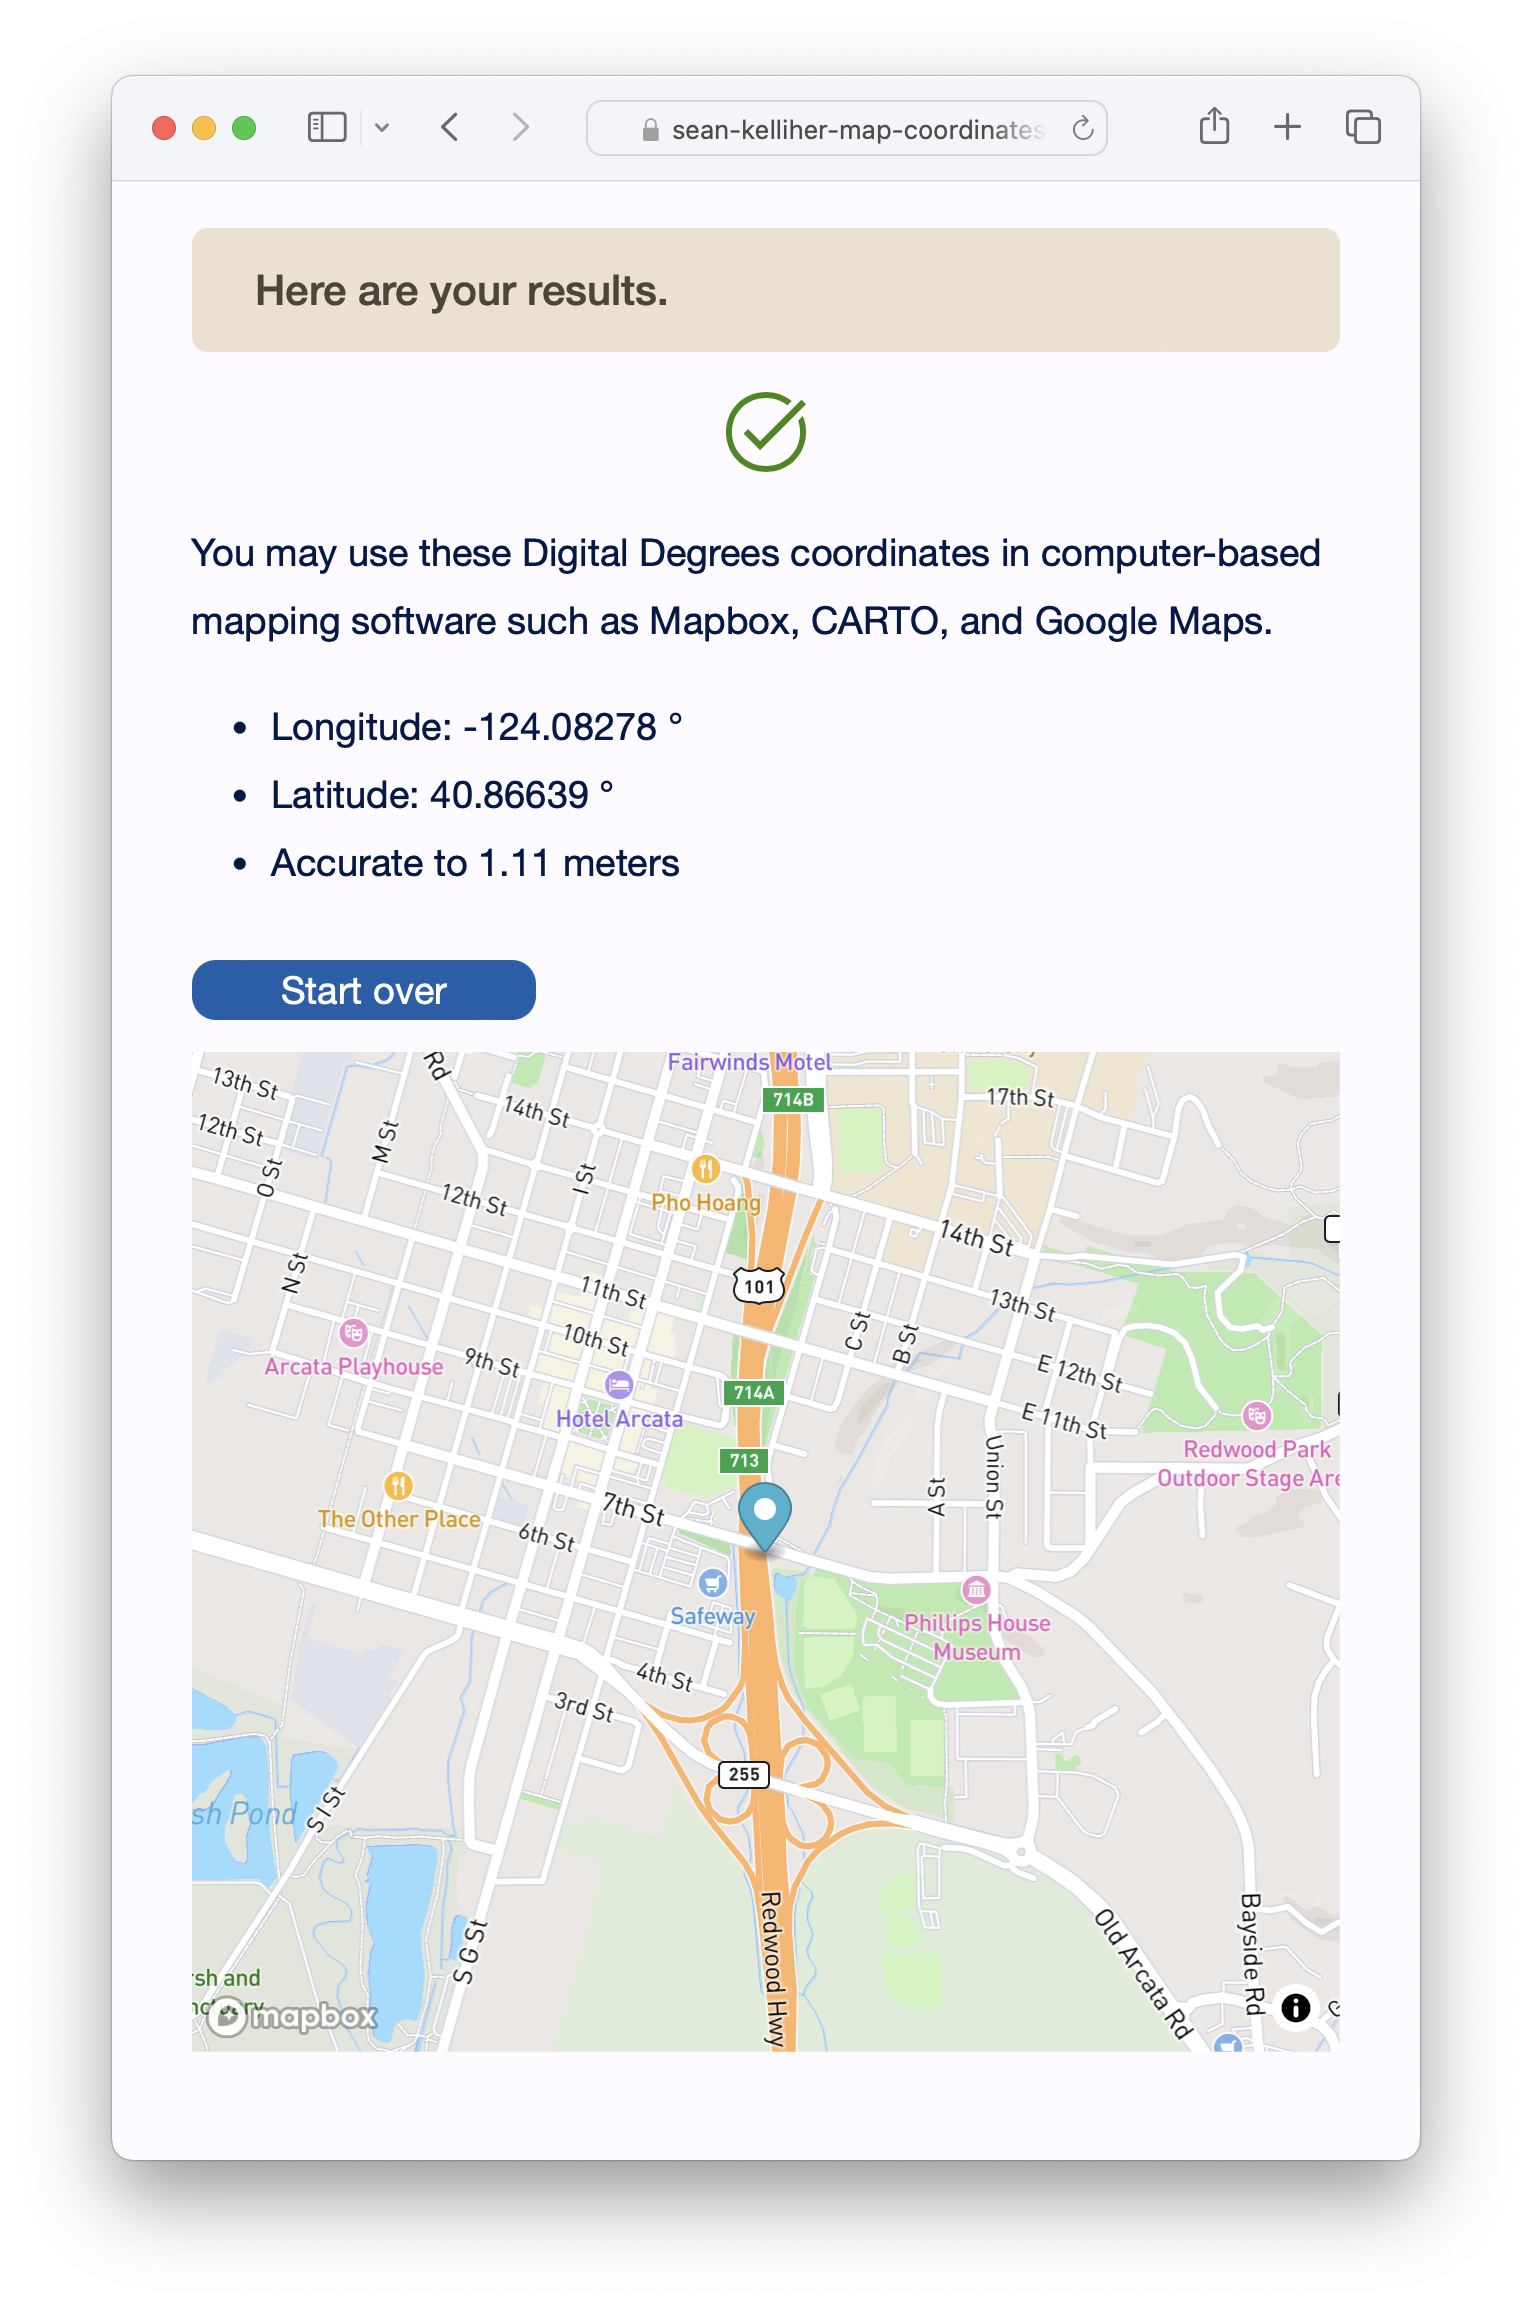 sean-kelliher-map-coordinates
Here are your results.
You may use these Digital Degrees coordinates in computer-based
mapping software such as Mapbox, CARTO, and Google Maps.
• Longitude: -124.08278 °
• Latitude: 40.86639 °
• Accurate to 1.11 meters
Start over
Fairwinds Motel
Rd
13th St
714B
17th St
14th St
12th St
M St
O St
I St
Pho Hoang
12th St
14th St
N St
101
11th St
13th St
10th St
C St
B St
Arcata Playhouse
9th St
E 12th St
714A
Hotel Arcata
E 11th St
Redwood Park
Outdoor Stage Are
713
Union St
A St
The Other Place
7th St
6th St
Safeway
Phillips House
Museum
4th St
3rd St
255
sh Pond
S I St
Redwood Hwy
S G St
Old Arcata Rd
Bayside Rd
rsh and
nctuary
mapbox